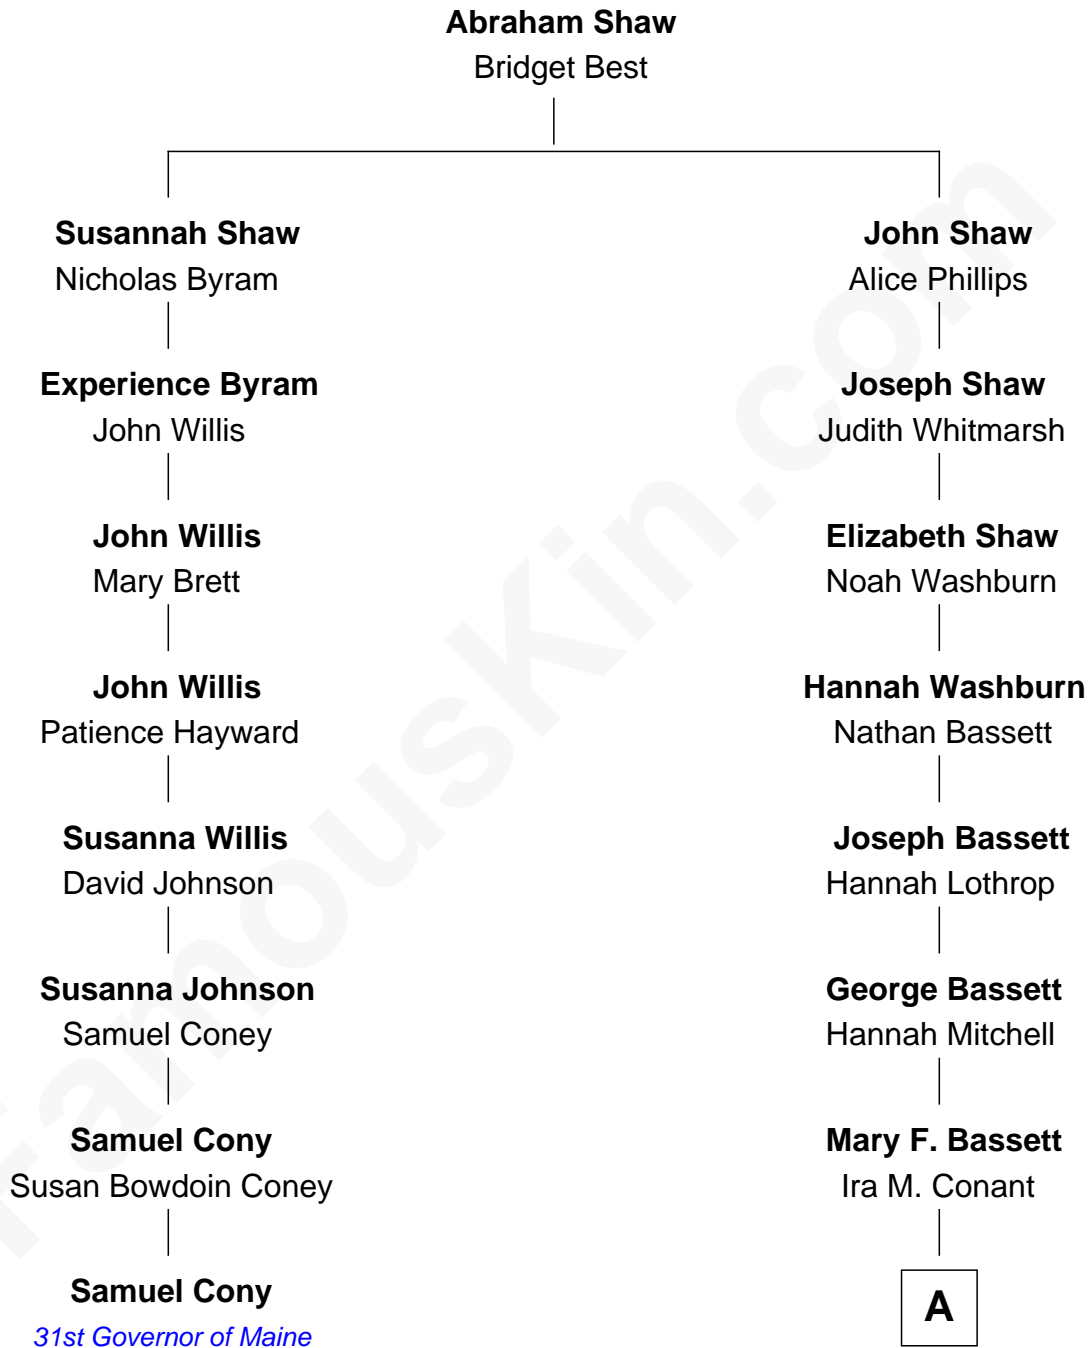 Abraham Shaw
Bridget Best
Susannah Shaw
Nicholas Byram
John Shaw
Alice Phillips
Experience Byram
John Willis
Joseph Shaw
Judith Whitmarsh
John Willis
Mary Brett
Elizabeth Shaw
Noah Washburn
John Willis
Patience Hayward
Hannah Washburn
Nathan Bassett
Susanna Willis
David Johnson
Joseph Bassett
Hannah Lothrop
Susanna Johnson
Samuel Coney
George Bassett
Hannah Mitchell
Samuel Cony
Susan Bowdoin Coney
Mary F. Bassett
Ira M. Conant
Samuel Cony
31st Governor of Maine
A
FamousKin.com